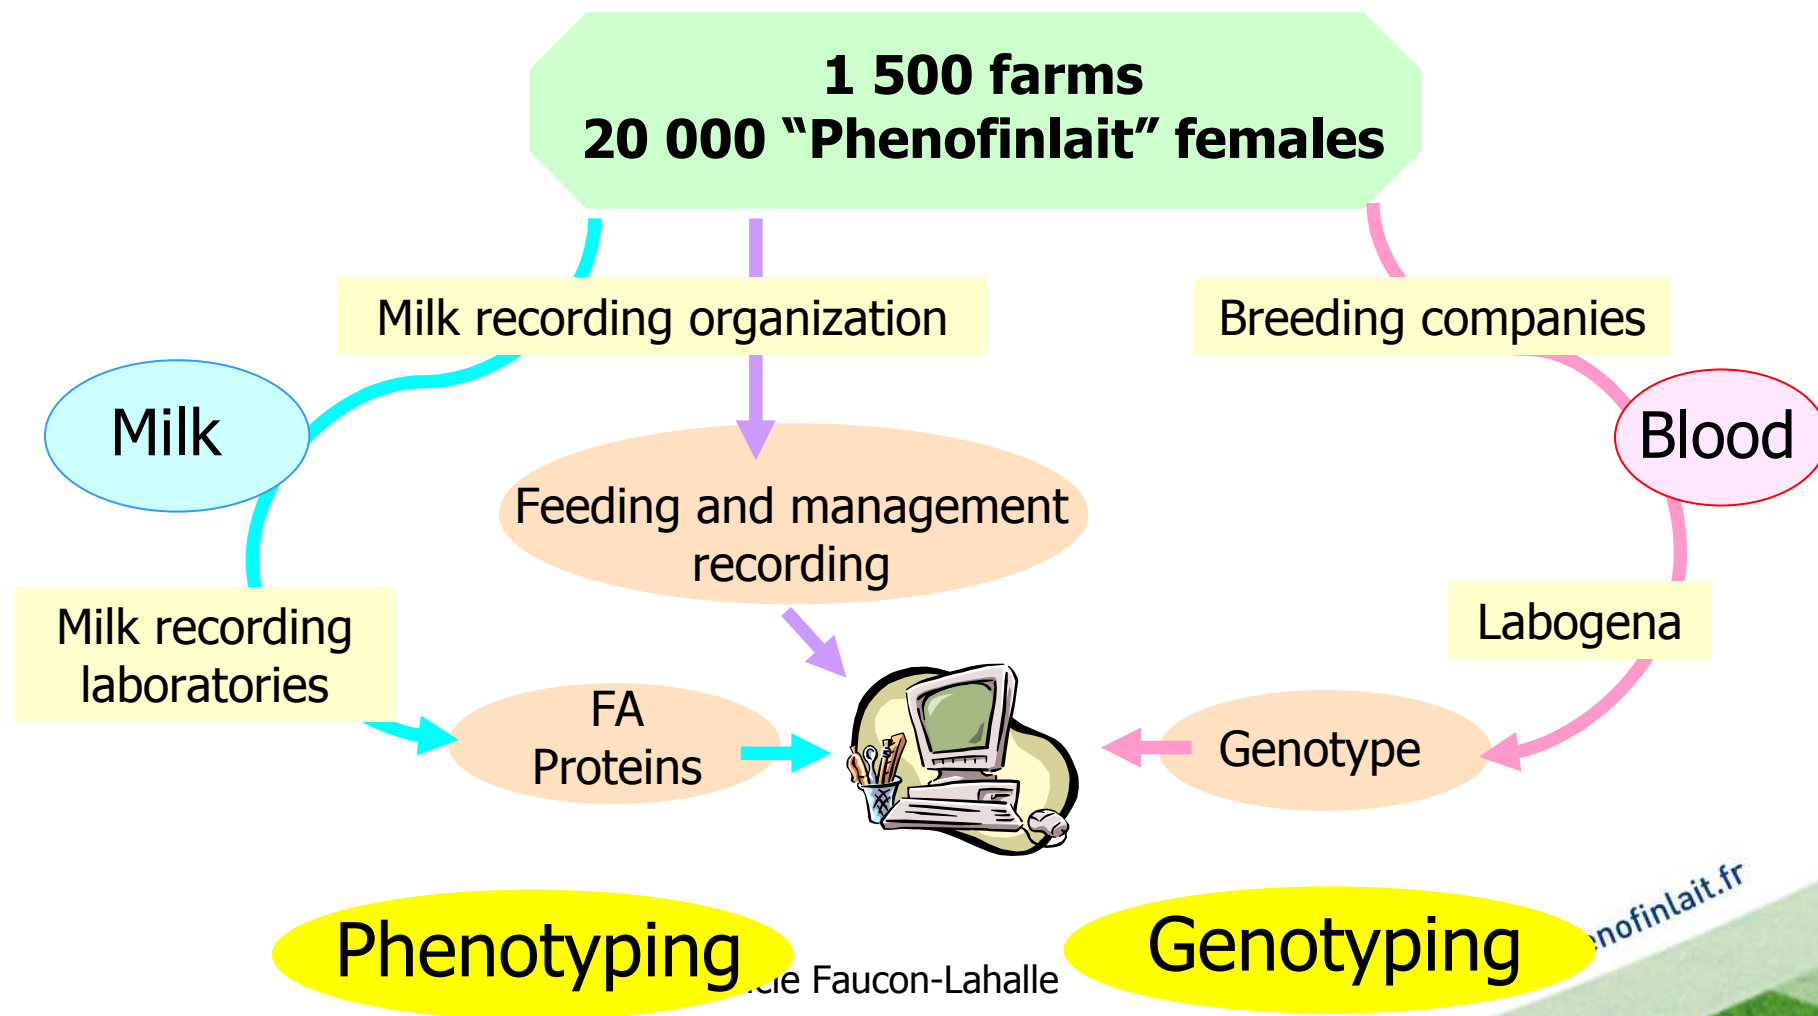 1 500 farms
20 000 “Phenofinlait” females
Milk recording organization
Breeding companies
Milk
Blood
Feeding and management
recording
Milk recording
laboratories
Labogena
FA
Proteins
Genotype
Phenotyping
Genotyping
Faucon-Lahalle